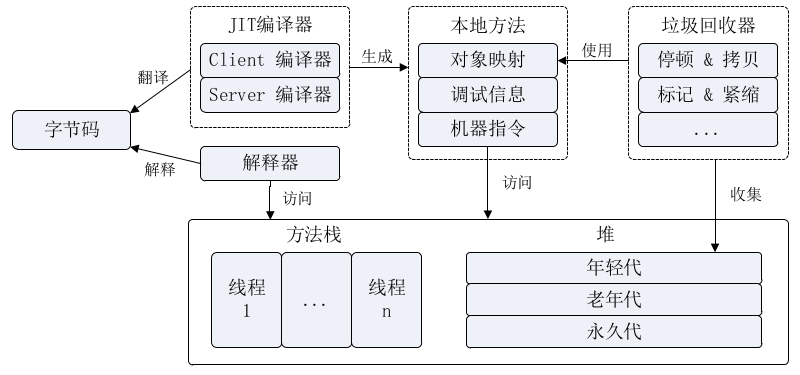 JIT编译器
本地方法
垃圾回收器
Client 编译器
生成
对象映射
使用
停顿 & 拷贝
翻译
Server 编译器
调试信息
标记 & 紧缩
字节码
机器指令
...
解释
解释器
访问
访问
收集
方法栈
堆
线程
1
...
线程
n
年轻代
老年代
永久代